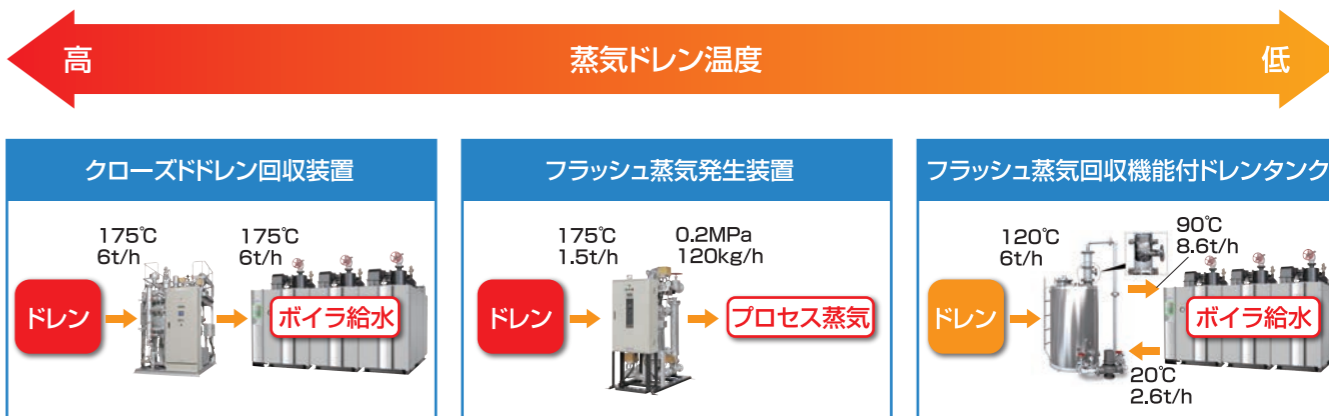 高 蒸気ドレン温度 低
クローズドドレン回収装置
175℃
6t/h
175℃
6t/h
ドレン
ボイラ給水
フラッシュ蒸気発生装置
175℃
1.5t/h
0.2MPa
120kg/h
ドレン
プロセス蒸気
フラッシュ蒸気回収機能付ドレンタンク
120℃
6t/h
90℃
8.6t/h
ドレン
ボイラ給水
20℃
2.6t/h